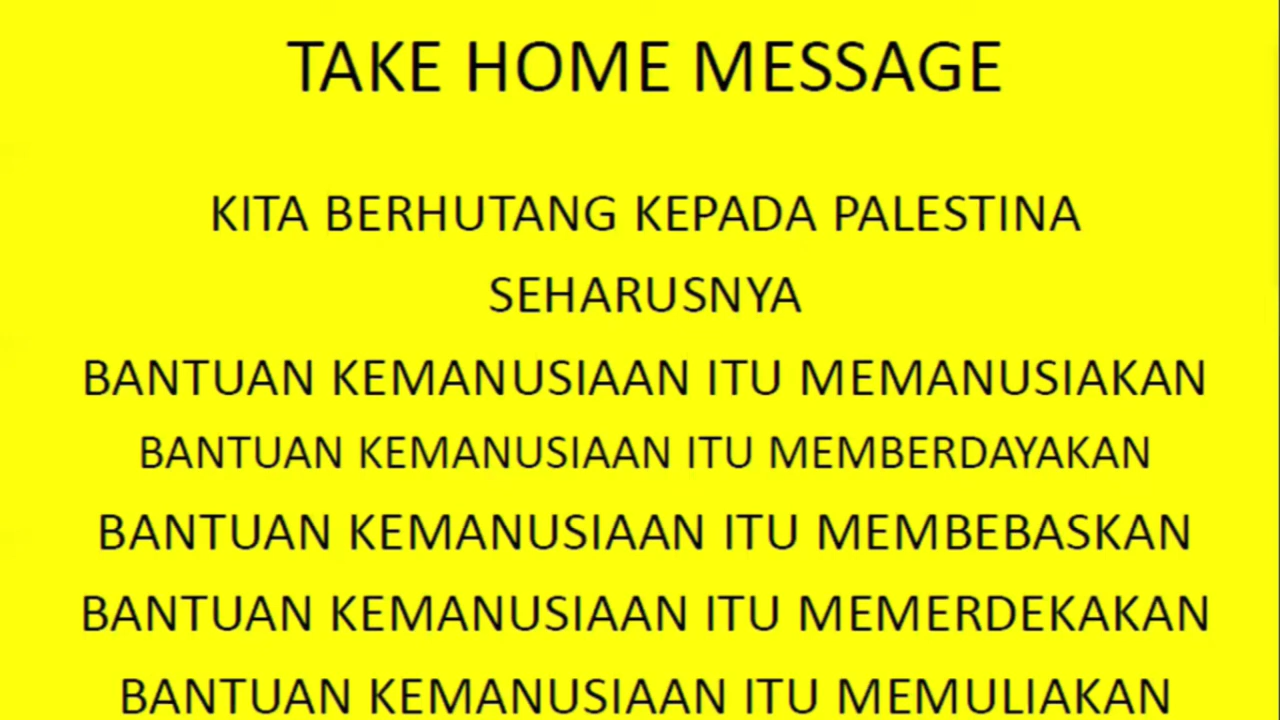 TAKE HOME MESSAGE
KITA BERHUTANG KEPADA PALESTINA
SEHARUSNYA
BANTUAN KEMANUSIAAN ITU MEMANUSIAKAN
BANTUAN KEMANUSIAAN ITU MEMBERDAYAKAN
BANTUAN KEMANUSIAAN ITU MEMBEBASKAN
BANTUAN KEMANUSIAAN ITU MEMERDEKAKAN
BANTUAN KEMANUSIAAN ITU MEMULIAKAN